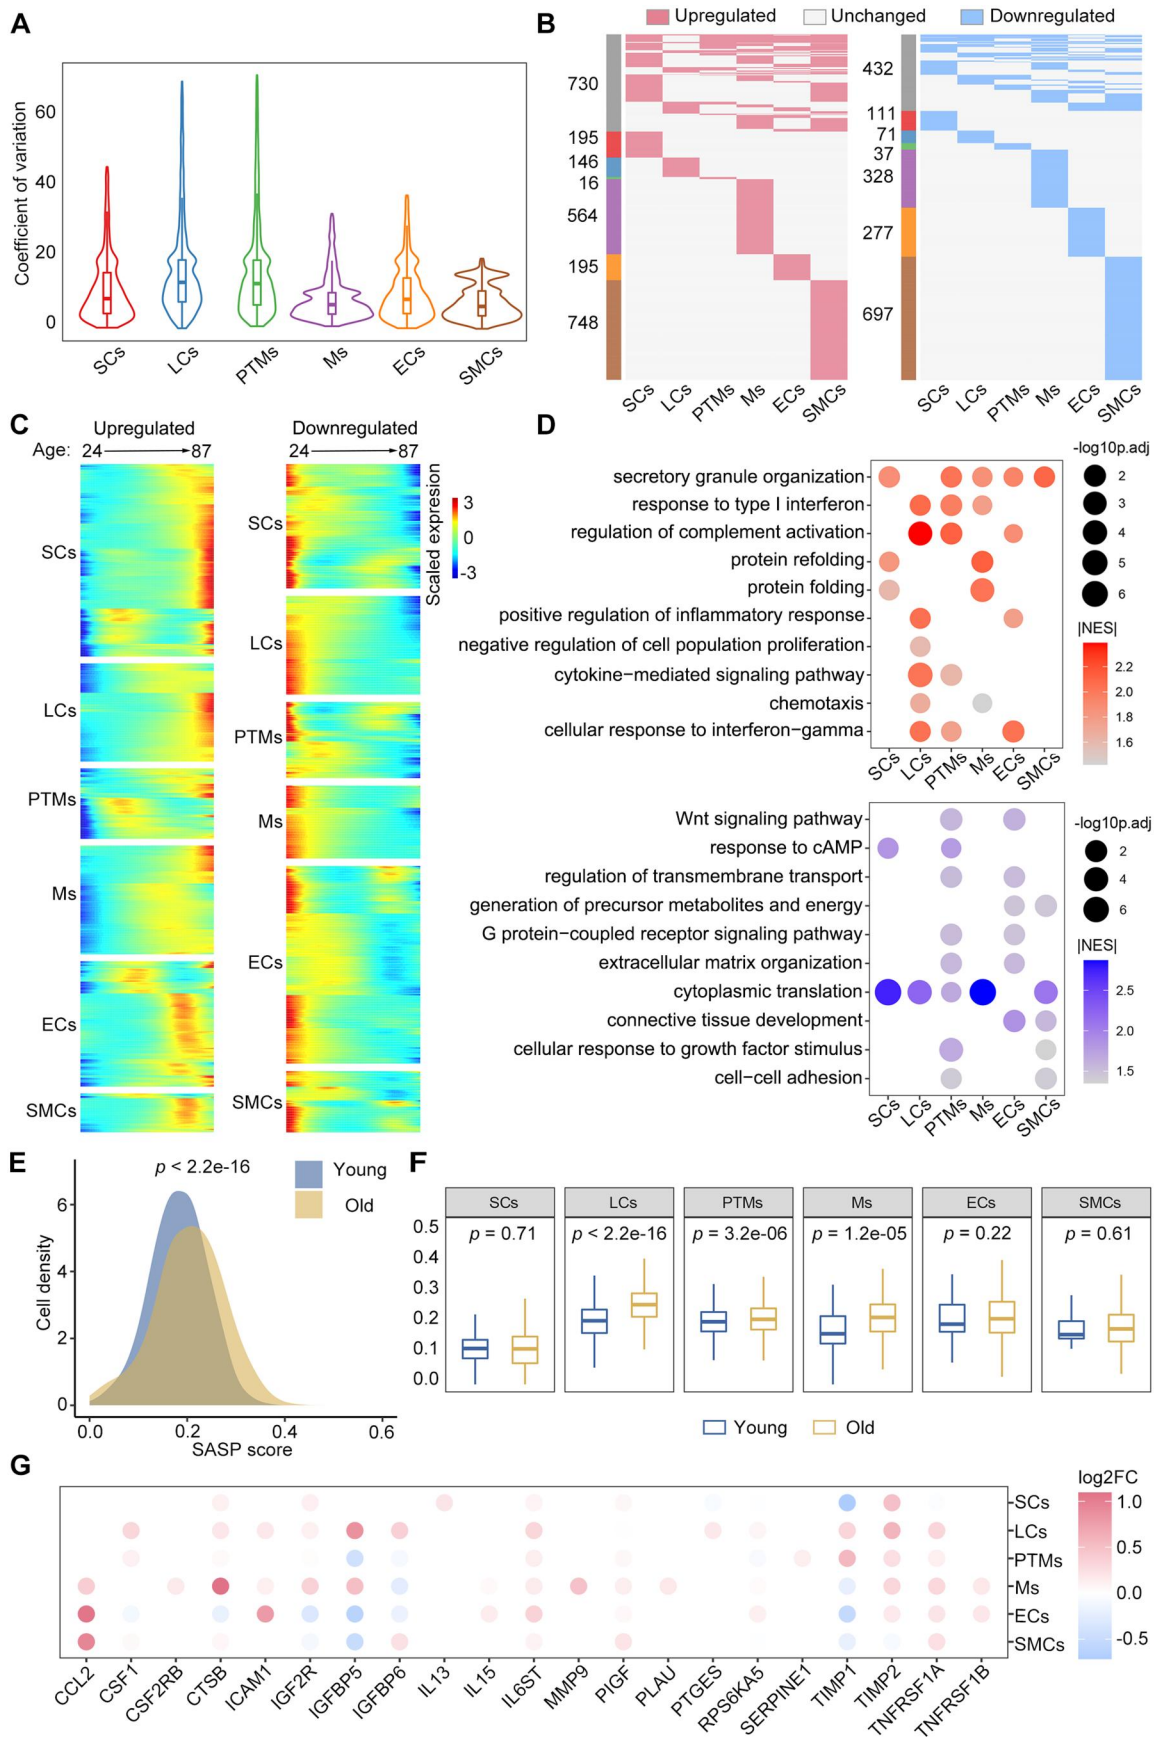 A
Coefficient of variation
60
40
20
0
SCs
LCs
PTMs
Ms
ECs
SMCs
B
Upregulated
Unchanged
Downregulated
730
195
146
16
564
195
748
SCs
LCs
PTMs
Ms
ECs
SMCs
432
111
71
37
328
277
697
SCs
LCs
PTMs
Ms
ECs
SMCs
C
Upregulated
Downregulated
Age: 24 87
24 87
SCs
LCs
PTMs
Ms
ECs
SMCs
SCs
LCs
PTMs
Ms
ECs
SMCs
Scaled expression
3
0
-3
D
secretory granule organization
response to type I interferon
regulation of complement activation
protein refolding
protein folding
positive regulation of inflammatory response
negative regulation of cell population proliferation
cytokine−mediated signaling pathway
chemotaxis
cellular response to interferon−gamma
SCs
LCs
PTMs
Ms
ECs
SMCs
-log10p.adj
2
3
4
5
6
|NES|
2.2
2.0
1.8
1.6
Wnt signaling pathway
response to cAMP
regulation of transmembrane transport
generation of precursor metabolites and energy
G protein−coupled receptor signaling pathway
extracellular matrix organization
cytoplasmic translation
connective tissue development
cellular response to growth factor stimulus
cell−cell adhesion
SCs
LCs
PTMs
Ms
ECs
SMCs
-log10p.adj
2
4
6
|NES|
2.5
2.0
1.5
E
p < 2.2e-16
Young
Old
Cell density
6
4
2
0
0.0
0.2
0.4
0.6
SASP score
F
SCs
LCs
PTMs
Ms
ECs
SMCs
p = 0.71
p < 2.2e-16
p = 3.2e-06
p = 1.2e-05
p = 0.22
p = 0.61
0.5
0.4
0.3
0.2
0.1
0.0
Young
Old
G
SCs
LCs
PTMs
Ms
ECs
SMCs
CCL2
CSF1
CSF2RB
CTSB
ICAM1
IGF2R
IGFBP5
IGFBP6
IL13
IL15
IL6ST
MMP9
PIGF
PLAU
PTGES
RPS6KA5
SERPINE1
TIMP1
TIMP2
TNFRSF1A
TNFRSF1B
log2FC
1.0
0.5
0.0
-0.5